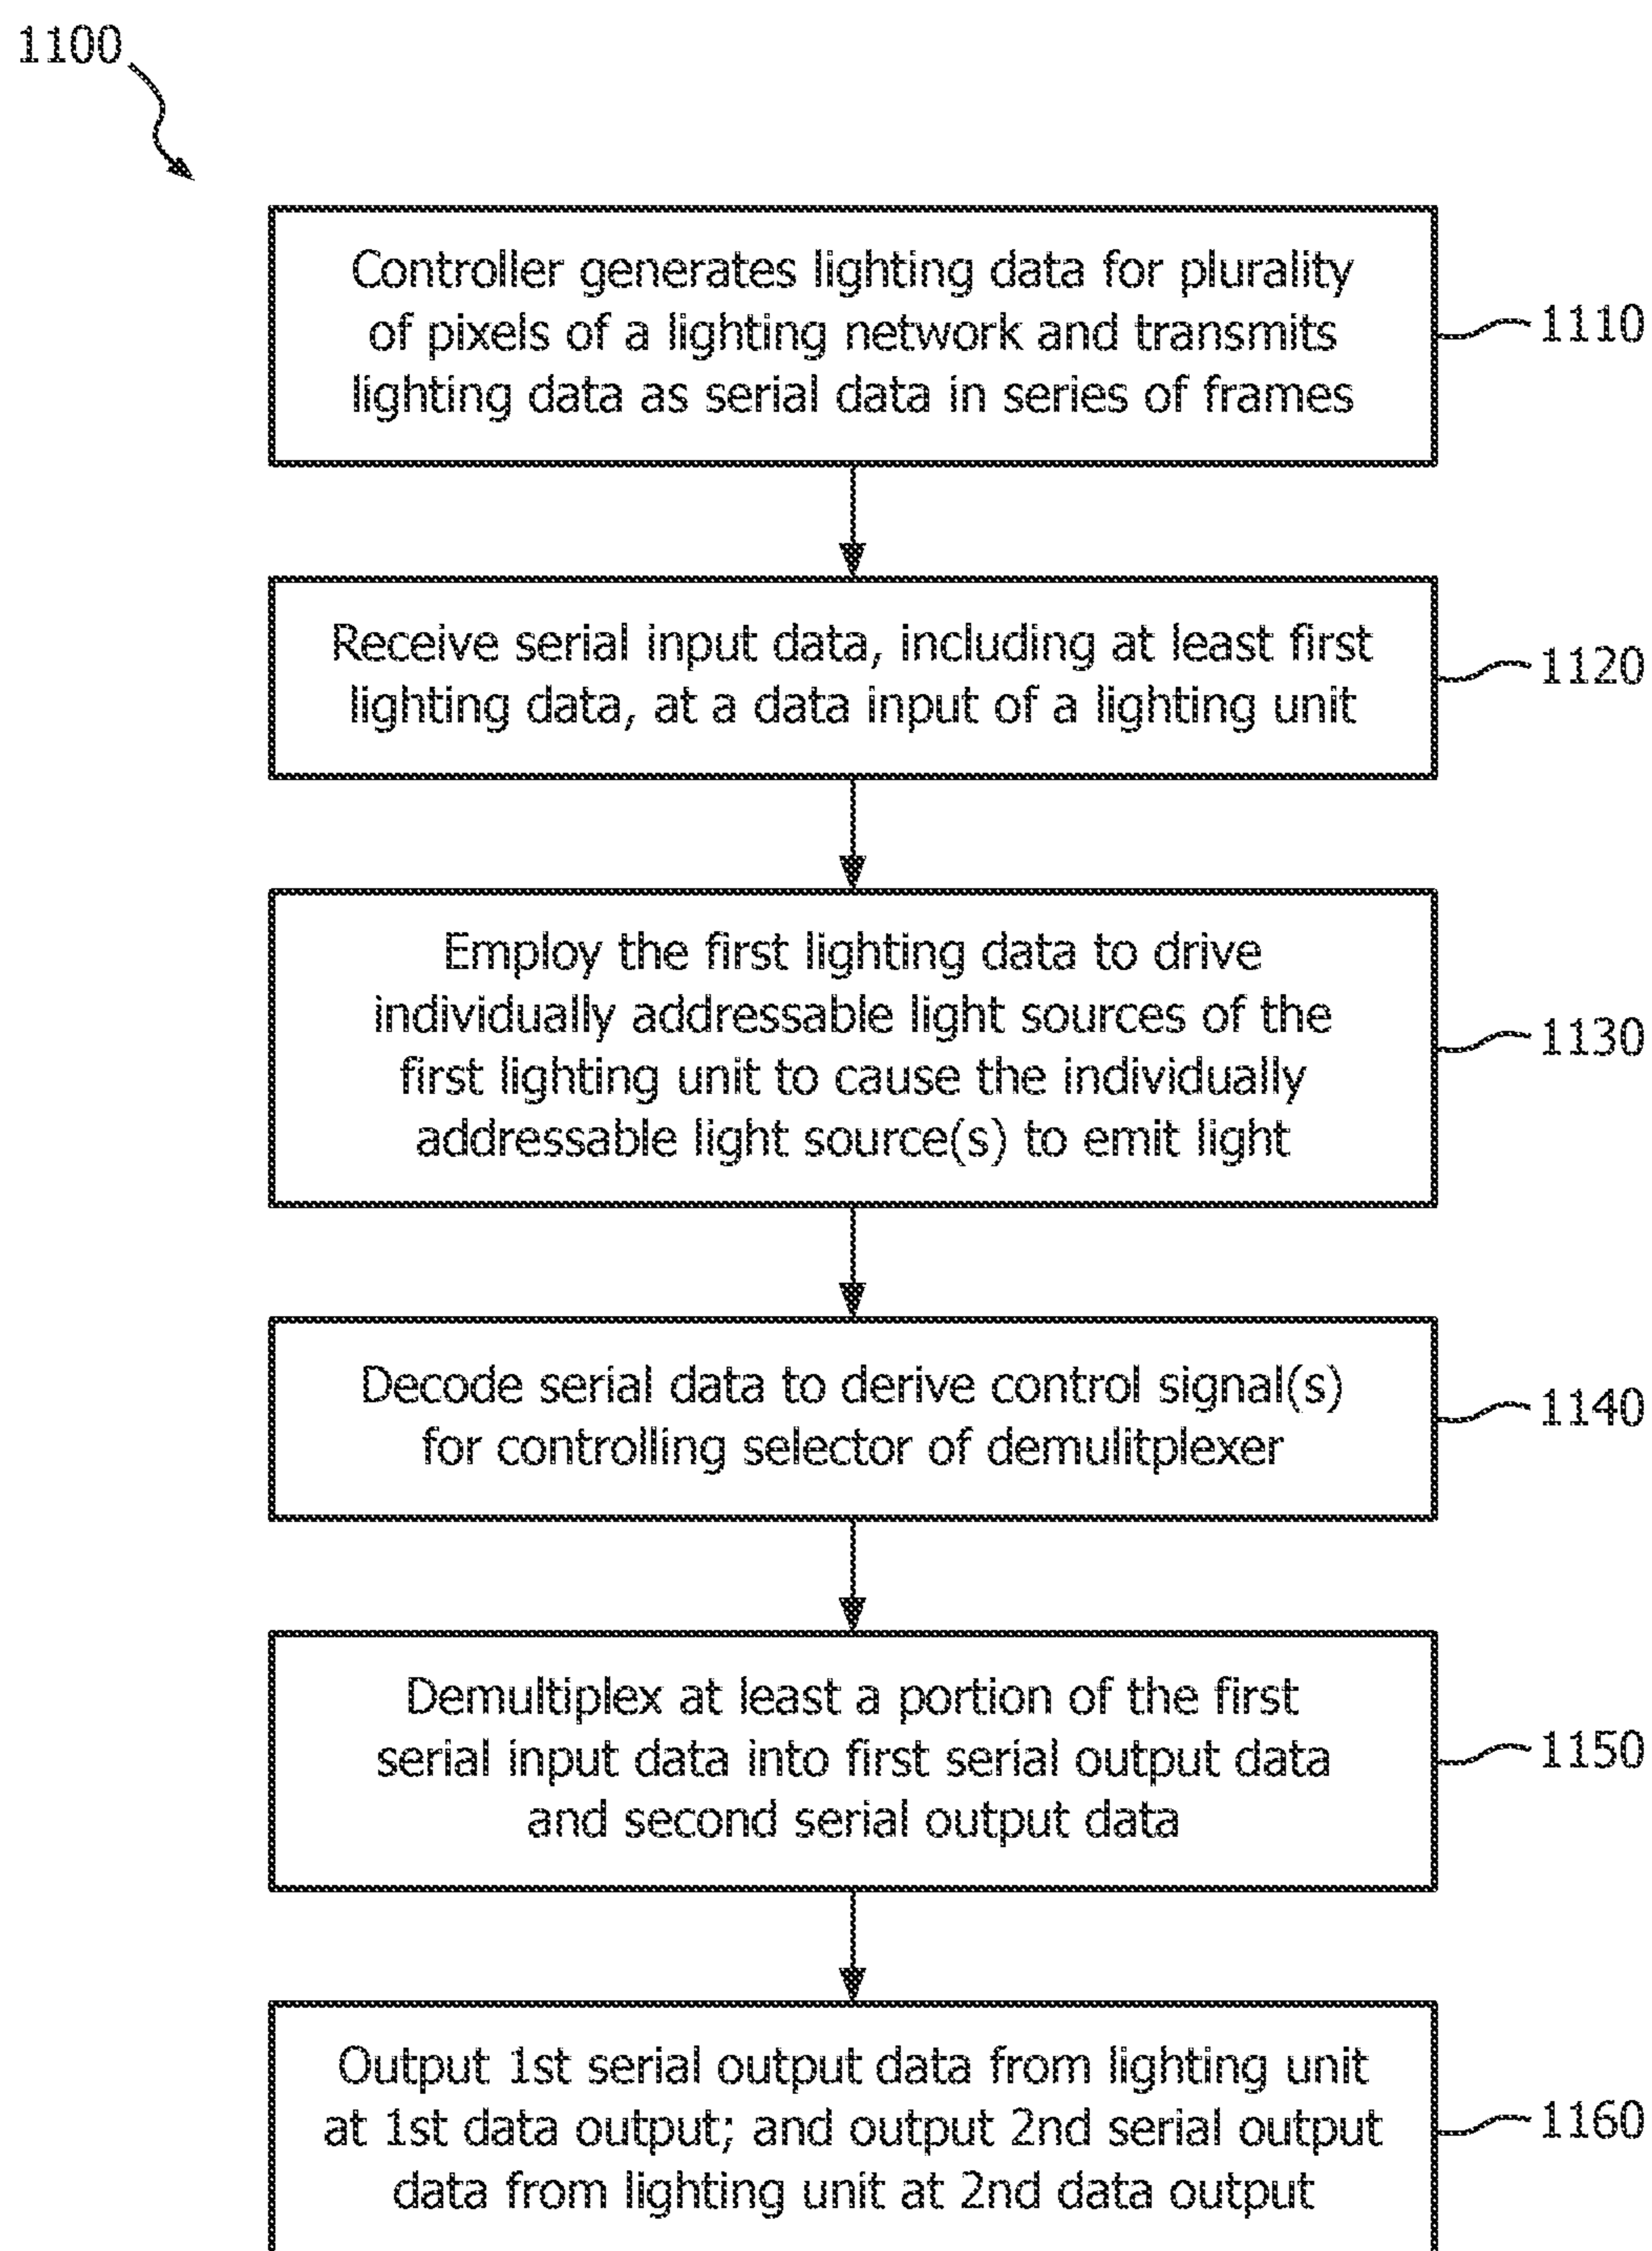 1100
Controller generates lighting data for plurality
of pixels of a lighting network and transmits
lighting data as serial data in series of frames
1110
Receive serial input data, including at least first
lighting data, at a data input of a lighting unit
1120
Employ the first lighting data to drive
individually addressable light sources of the
first lighting unit to cause the individually
addressable light source(s) to emit light
1130
Decode serial data to derive control signal(s)
for controlling selector of demulitplexer
1140
Demultiplex at least a portion of the first
serial input data into first serial output data
and second serial output data
1150
Output 1st serial output data from lighting unit
at 1st data output; and output 2nd serial output
data from lighting unit at 2nd data output
1160